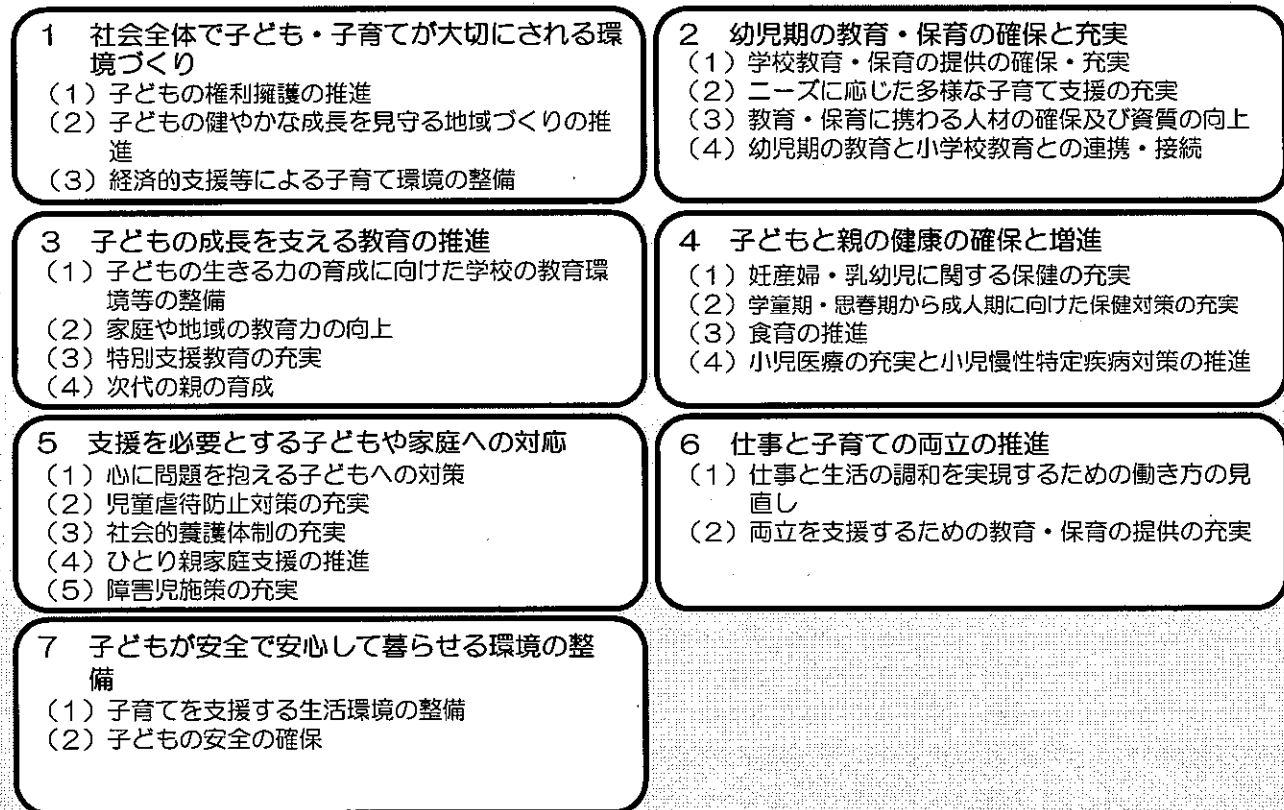 1　社会全体で子ども・子育てが大切にされる環
境づくり
（1）子どもの権利擁護の推進
（2）子どもの健やかな成長を見守る地域づくりの推
進
（3）経済的支援等による子育て環境の整備
2　幼児期の教育・保育の確保と充実
（1）学校教育・保育の提供の確保・充実
（2）ニーズに応じた多様な子育て支援の充実
（3）教育・保育に携わる人材の確保及び資質の向上
（4）幼児期の教育と小学校教育との連携・接続
3　子どもの成長を支える教育の推進
（1）子どもの生きる力の育成に向けた学校の教育環
境等の整備
（2）家庭や地域の教育力の向上
（3）特別支援教育の充実
（4）次代の親の育成
4　子どもと親の健康の確保と増進
（1）妊産婦・乳幼児に関する保健の充実
（2）学童期・思春期から成人期に向けた保健対策の充実
（3）食育の推進
（4）小児医療の充実と小児慢性特定疾病対策の推進
5　支援を必要とする子どもや家庭への対応
（1）心に問題を抱える子どもへの対策
（2）児童虐待防止対策の充実
（3）社会的養護体制の充実
（4）ひとり親家庭支援の推進
（5）障害児施策の充実
6　仕事と子育ての両立の推進
（1）仕事と生活の調和を実現するための働き方の見
直し
（2）両立を支援するための教育・保育の提供の充実
7　子どもが安全で安心して暮らせる環境の整
備
（1）子育てを支援する生活環境の整備
（2）子どもの安全の確保